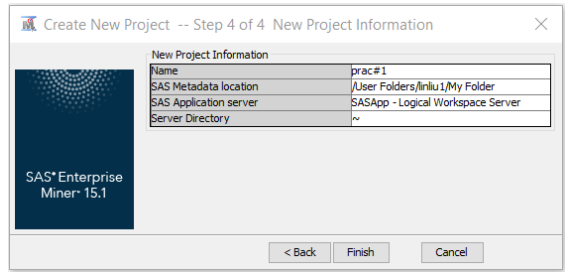 Create New Project -- Step 4 of 4 New Project Information
New Project Information
Name prac#1
SAS Metadata location /User Folders/linliu1/My Folder
SAS Application server SASApp - Logical Workspace Server
Server Directory ~
SAS® Enterprise
Miner™ 15.1
< Back Finish Cancel